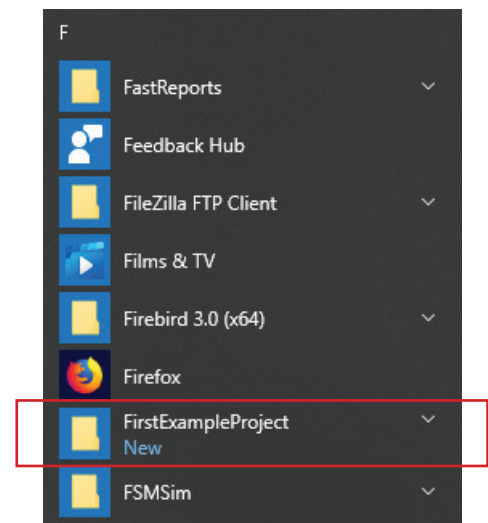 F
FastReports
Feedback Hub
FileZilla FTP Client
Films & TV
Firebird 3.0 (x64)
Firefox
FirstExampleProject
New
FSMSim